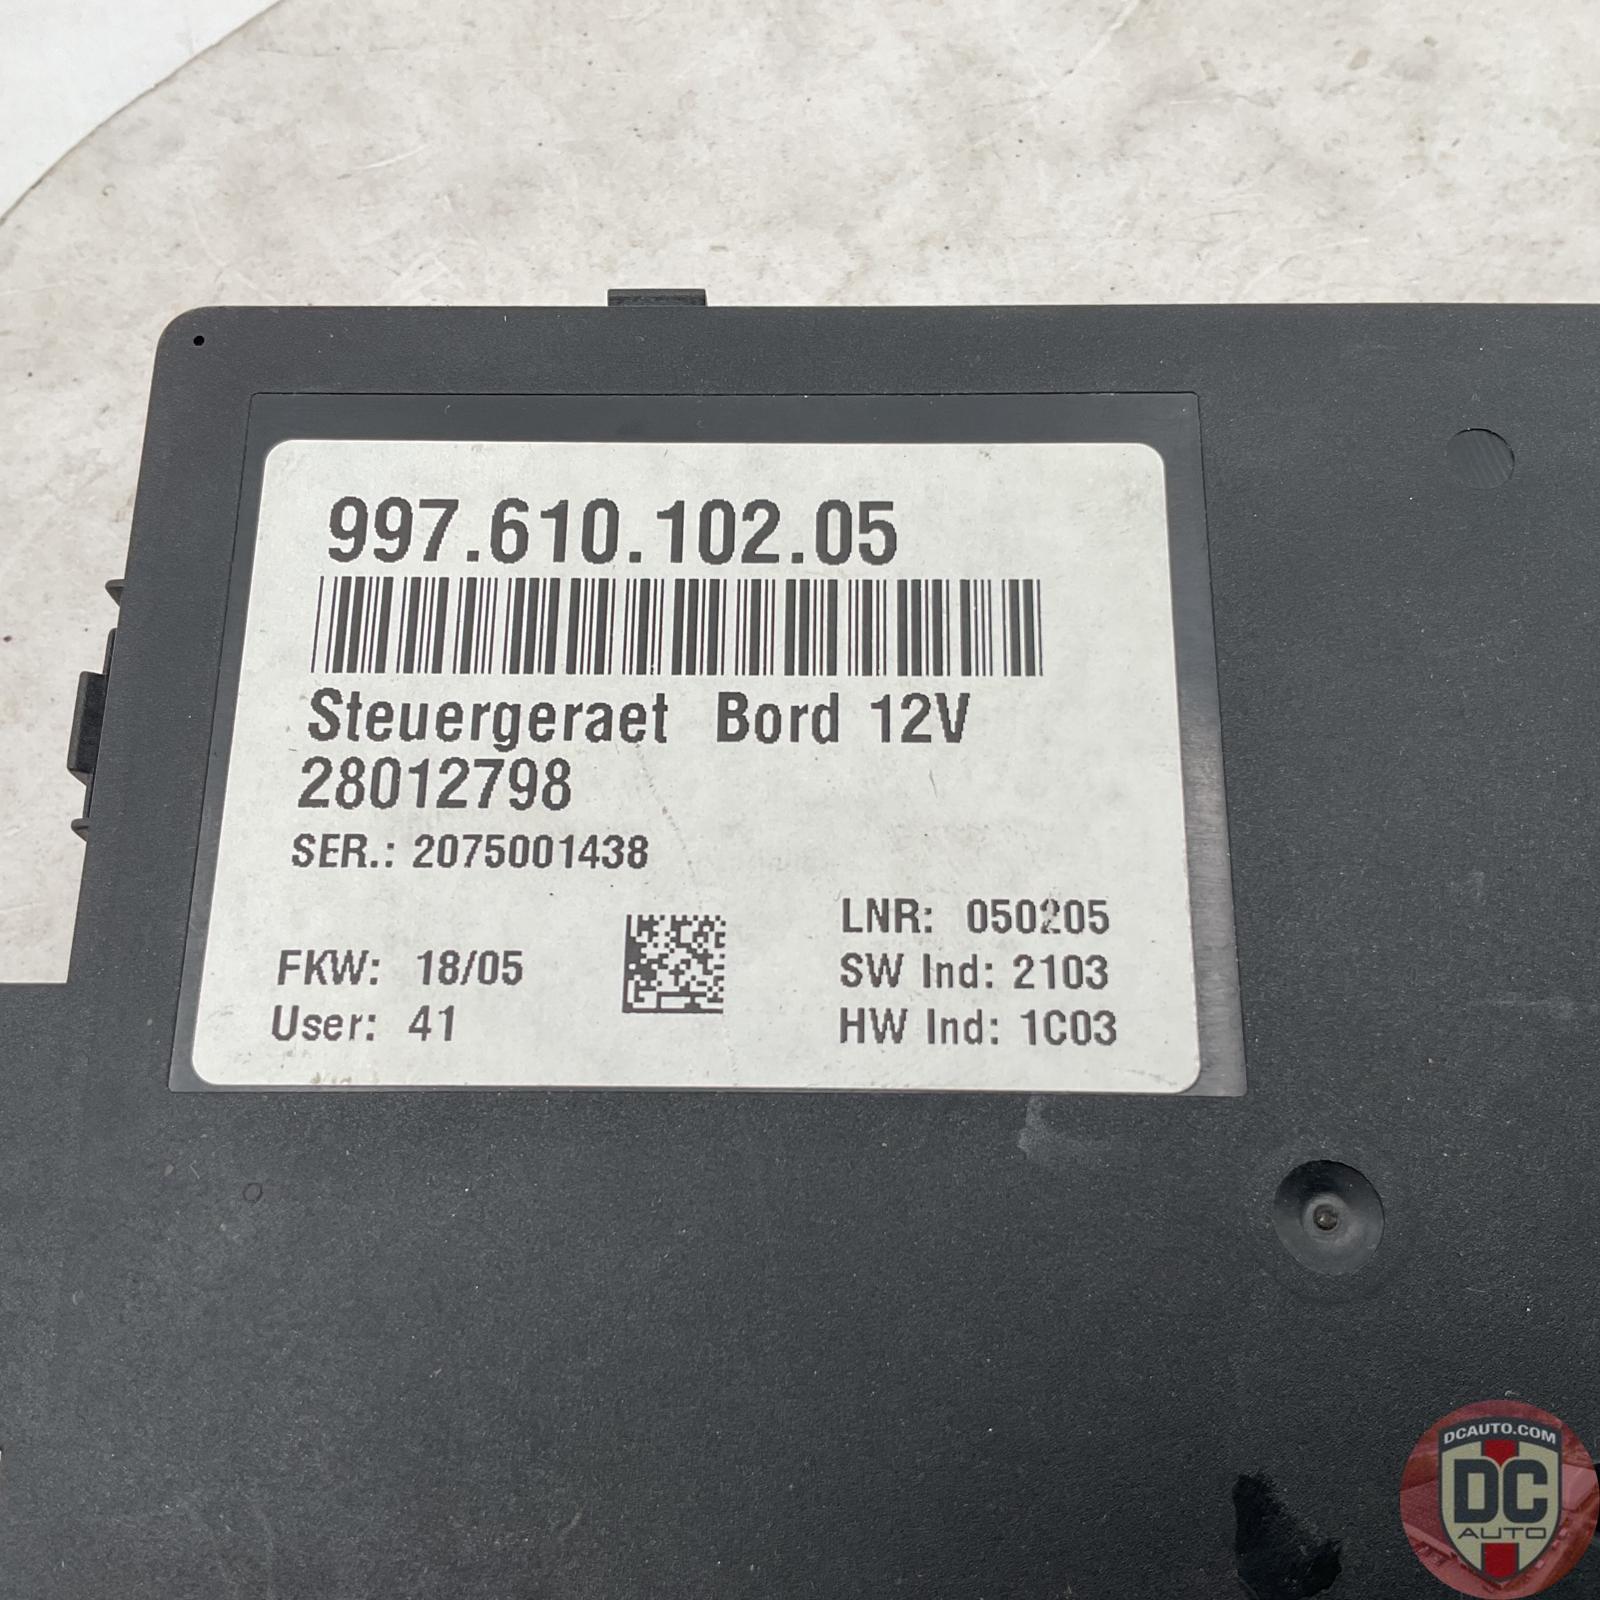 997.610.102.05
Steuergeraet Bord 12V
28012798
SER.: 2075001438
LNR: 050205
FKW: 18/05
SW Ind: 2103
User: 41
HW Ind: 1C03
DCAUTO.COM
DC
AUTO